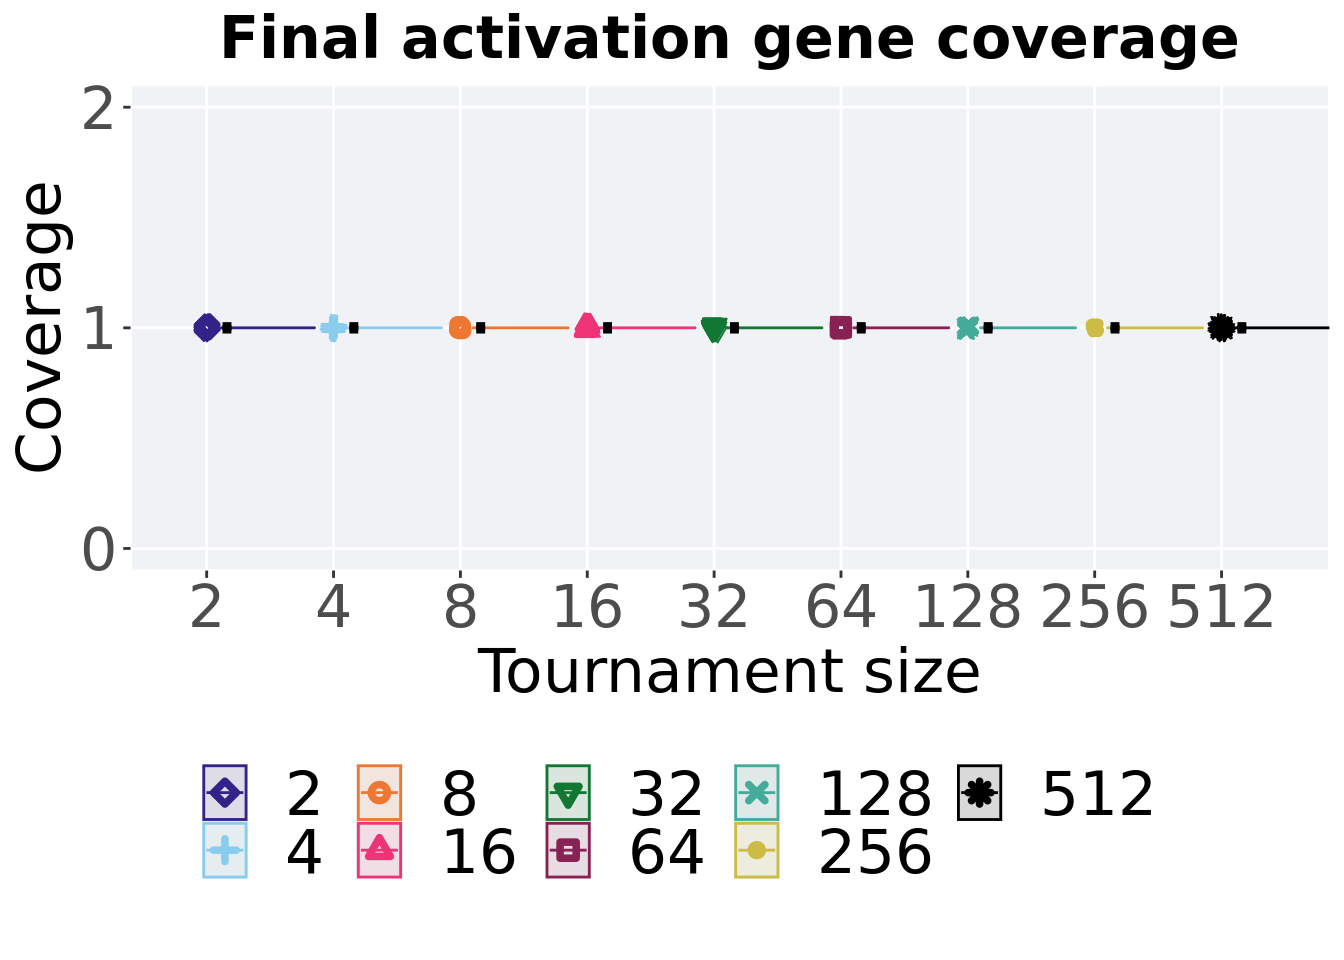 Final activation gene coverage
2
1
0
Coverage
2 4 8 16 32 64 128 256 512
Tournament size
2 8 32 128 512
4 16 64 256